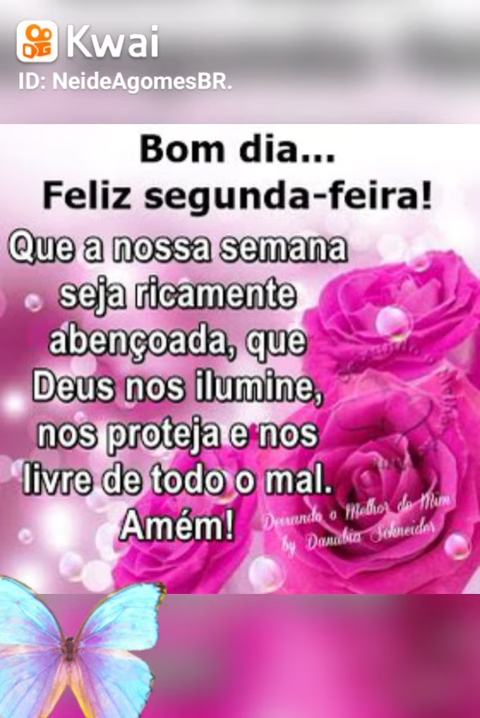 Kwai
ID: NeideAgomesBR.
Bom dia...
Feliz segunda-feira!
Que a nossa semana
seja ricamente
abençoada, que
Deus nos ilumine,
nos proteja e nos
livre de todo o mal.
Amém!
Deixando o Melhor de Mim
by Danubia Schneider